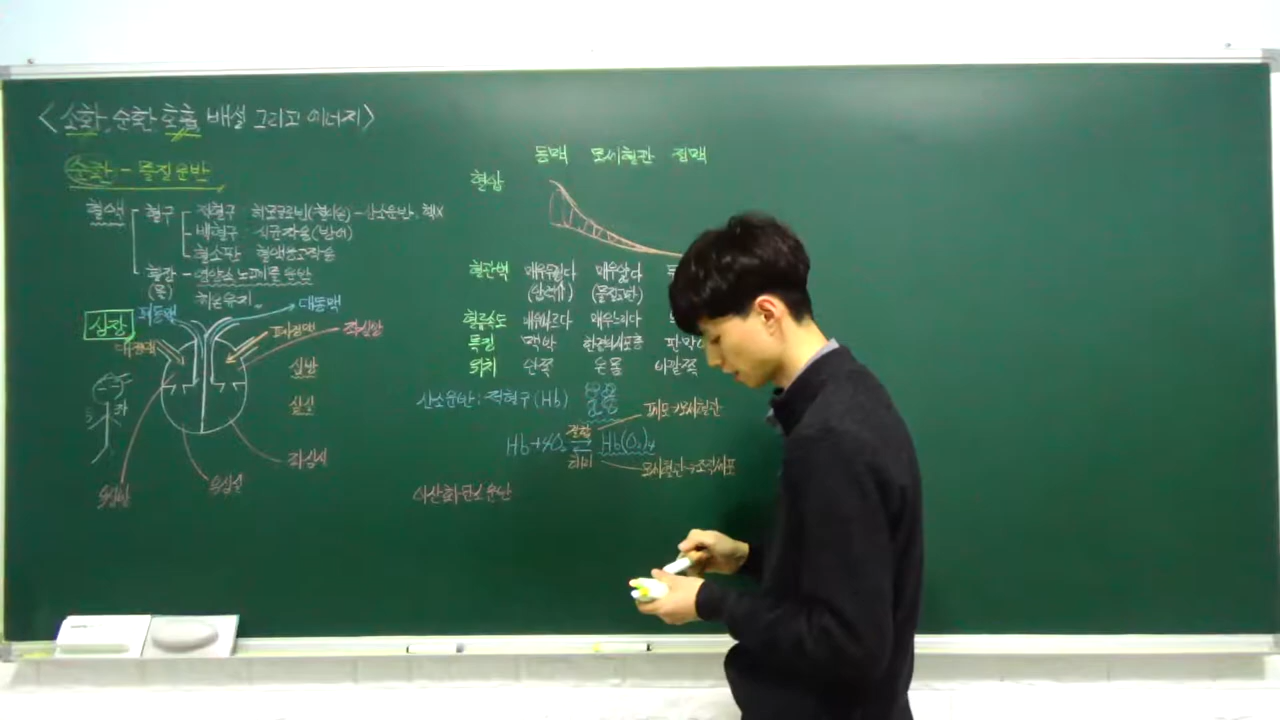 <소화, 순환, 호흡, 배설 그리고 에너지>
순환 - 물질운반
혈액 혈구 적혈구 헤모글로빈(철이온)-산소운반, 핵X
백혈구 식균작용(방어)
혈소판 혈액응고작용
혈장 - 영양소, 노폐물 운반
(물) 체온유지
심장
폐동맥
대동맥
대정맥
폐정맥
좌심방
심방
심실
좌심실
우심방
우심실
동맥 모세혈관 정맥
혈압
혈관벽 매우두껍다 매우얇다
(압력↑) (물질교환)
혈류속도 매우빠르다 매우느리다
특징 맥박 한겹의세포층 판막
위치 안쪽 온몸 바깥쪽
산소운반 : 적혈구(Hb)
Hb+4O₂ 결합 ⇌ 해리 Hb(O₂)₄
폐포→모세혈관
모세혈관→조직세포
이산화탄소운반